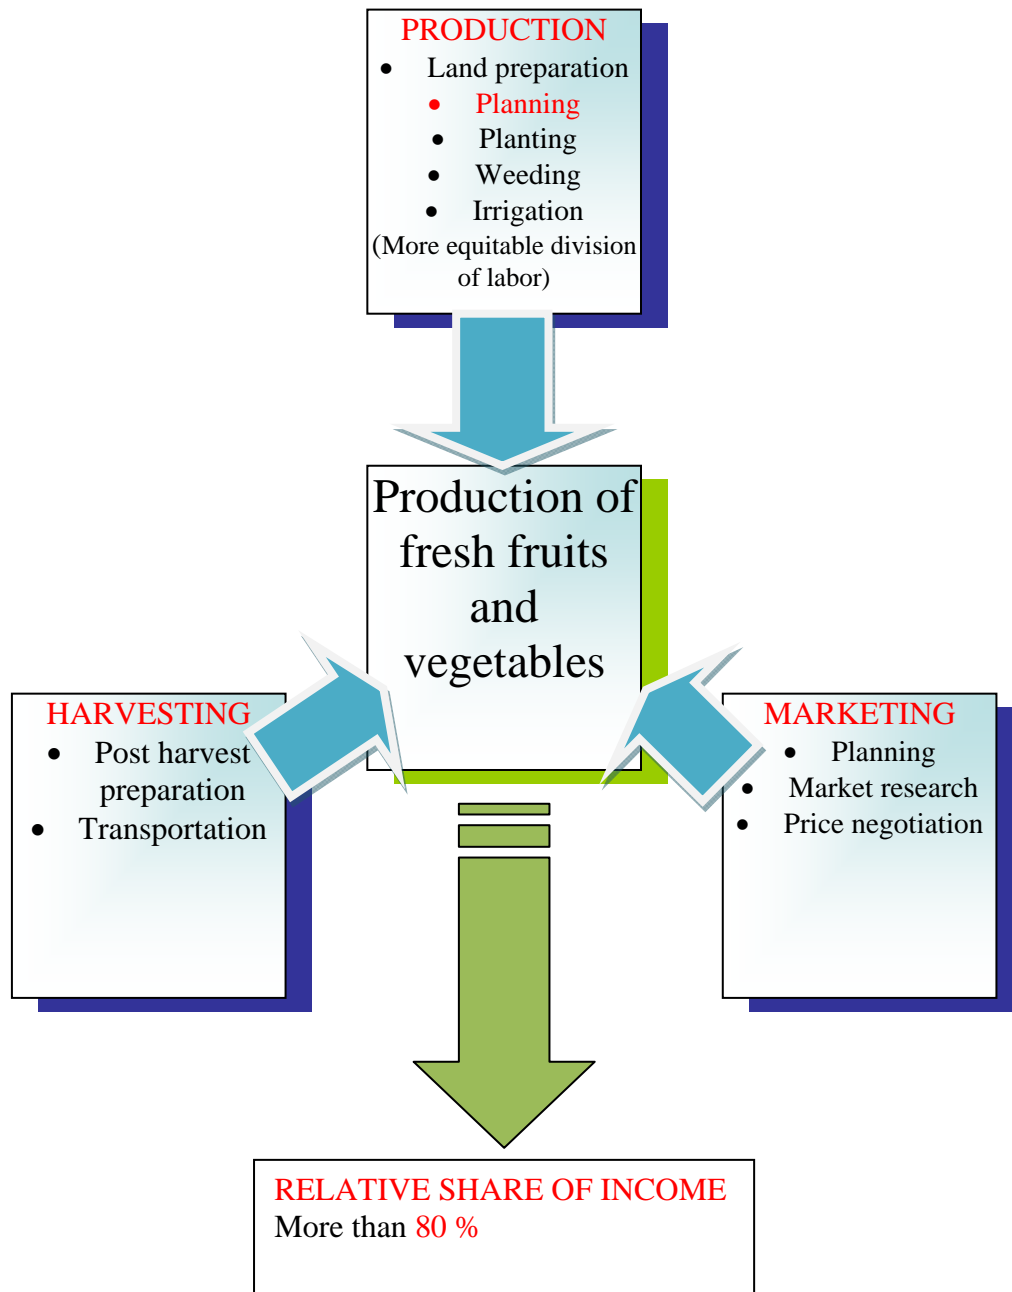 PRODUCTION
• Land preparation
• Planning
• Planting
• Weeding
• Irrigation
(More equitable division
of labor)
Production of
fresh fruits
and
vegetables
HARVESTING
• Post harvest
preparation
• Transportation
MARKETING
• Planning
• Market research
• Price negotiation
RELATIVE SHARE OF INCOME
More than 80 %